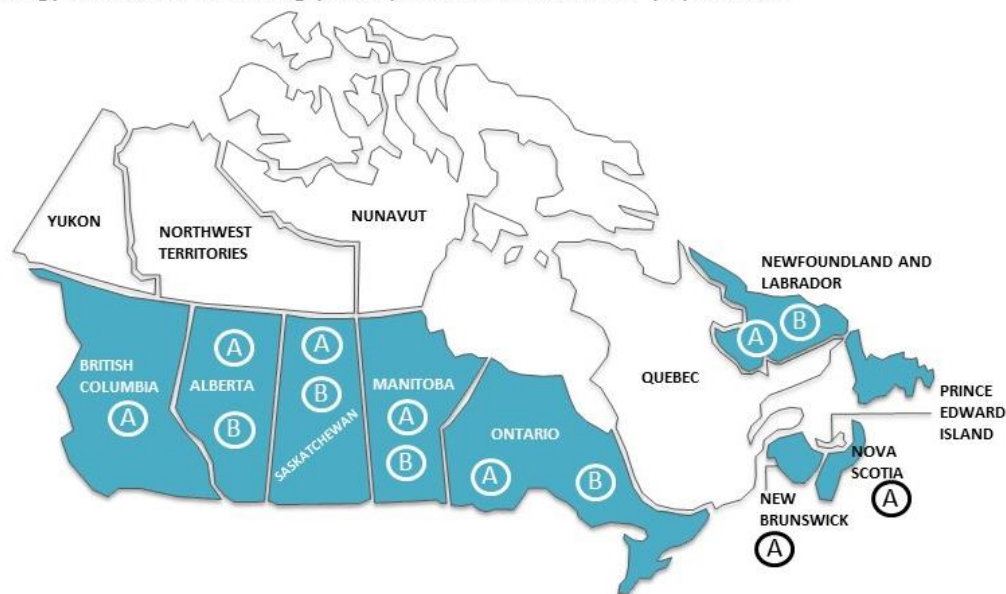 YUKON
NORTHWEST
TERRITORIES
NUNAVUT
NEWFOUNDLAND AND
LABRADOR
A
B
BRITISH
COLUMBIA
A
A
ALBERTA
B
A
B
SASKATCHEWAN
MANITOBA
A
B
ONTARIO
A
B
QUEBEC
PRINCE
EDWARD
ISLAND
NOVA
SCOTIA
A
NEW
BRUNSWICK
A